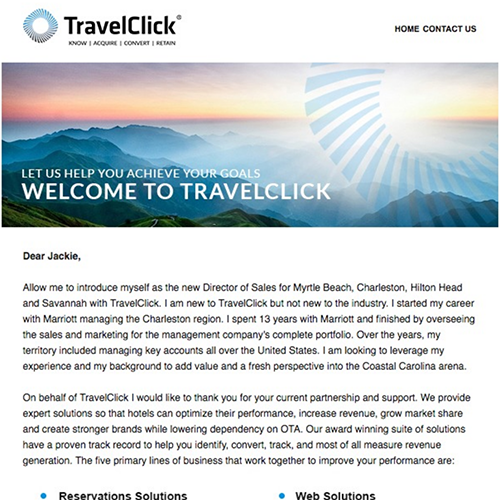 TravelClick®
KNOW | ACQUIRE | CONVERT | RETAIN
HOME CONTACT US
LET US HELP YOU ACHIEVE YOUR GOALS
WELCOME TO TRAVELCLICK
Dear Jackie,
Allow me to introduce myself as the new Director of Sales for Myrtle Beach, Charleston, Hilton Head
and Savannah with TravelClick. I am new to TravelClick but not new to the industry. I started my career
with Marriott managing the Charleston region. I spent 13 years with Marriott and finished by overseeing
the sales and marketing for the management company's complete portfolio. Over the years, my
territory included managing key accounts all over the United States. I am looking to leverage my
experience and my background to add value and a fresh perspective into the Coastal Carolina arena.
On behalf of TravelClick I would like to thank you for your current partnership and support. We provide
expert solutions so that hotels can optimize their performance, increase revenue, grow market share
and create stronger brands while lowering dependency on OTA. Our award winning suite of solutions
have a proven track record to help you identify, convert, track, and most of all measure revenue
generation. The five primary lines of business that work together to improve your performance are:
• Reservations Solutions
• Web Solutions